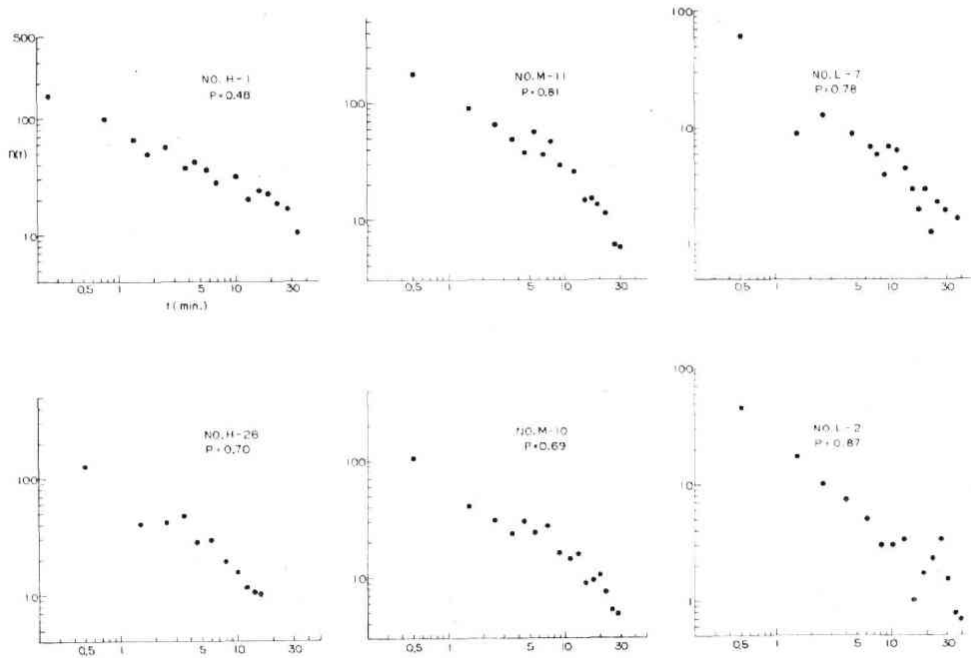 500
100
n(t)
10
NO. H-1
P=0.48
0.5 1 5 10 30
t (min.)
100
10
NO. M-11
P=0.81
0.5 1 5 10 30
100
10
1
NO. L-7
P=0.78
0.5 1 5 10 30
100
10
NO. H-26
P=0.70
0.5 1 5 10 30
100
10
NO. M-10
P=0.69
0.5 1 5 10 30
100
10
1
NO. L-2
P=0.87
0.5 1 5 10 30